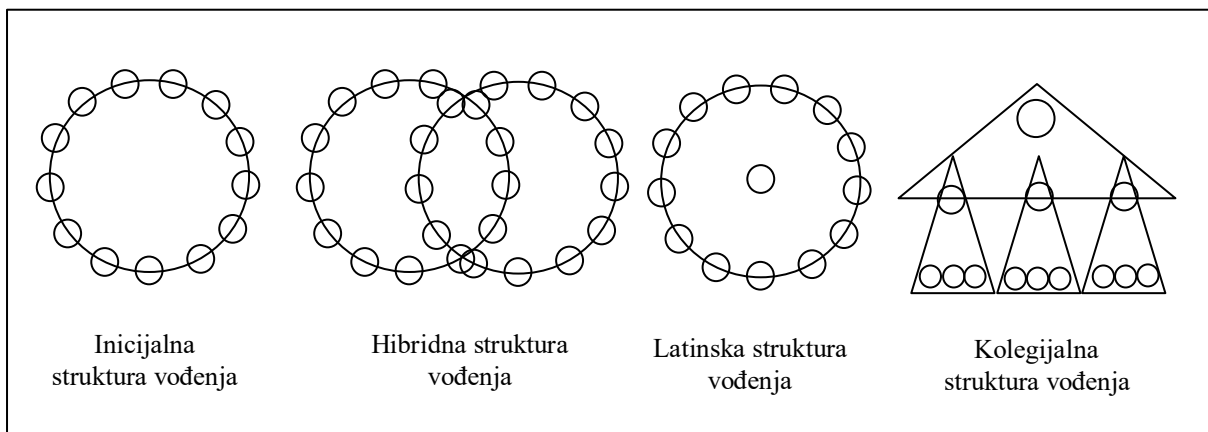 Inicijalna
struktura vođenja
Hibridna struktura
vođenja
Latinska struktura
vođenja
Kolegijalna
struktura vođenja